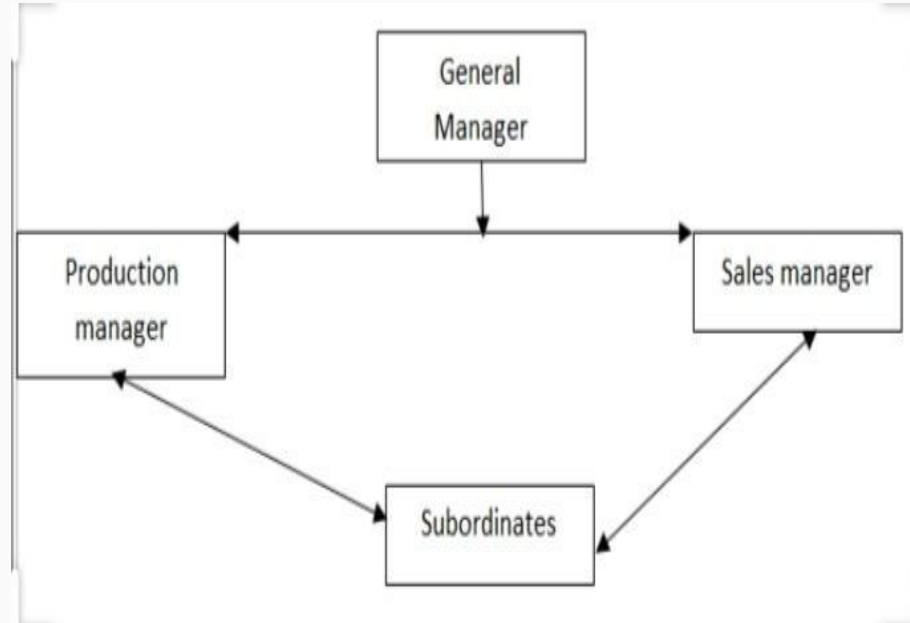 General
Manager
Production
manager
Sales manager
Subordinates